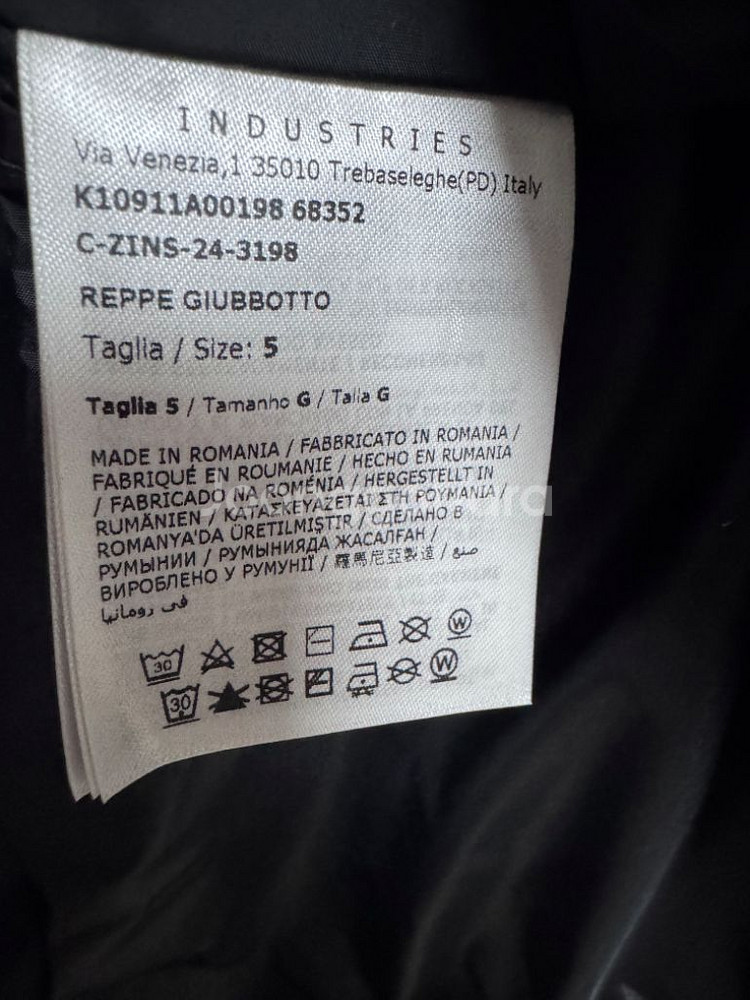 INDUSTRIES
Via Venezia,1 35010 Trebaseleghe(PD) Italy
K10911A00198 68352
C-ZINS-24-3198
REPPE GIUBBOTTO
Taglia / Size: 5
Taglia 5 / Tamanho G / Talla G
MADE IN ROMANIA / FABBRICATO IN ROMANIA /
FABRIQUÉ EN ROUMANIE / HECHO EN RUMANIA
/ FABRICADO NA ROMÉNIA / HERGESTELLT IN
RUMÄNIEN / ΚΑΤΑΣΚΕΥΑΖΕΤΑΙ ΣΤΗ ΡΟΥΜΑΝΙΑ /
ROMANYA'DA ÜRETILMIŞTIR / СДЕЛАНО В
РУМЫНИИ / РУМЫНИЯДА ЖАСАЛҒАН /
ВИРОБЛЕНО У РУМУНІЇ / 羅馬尼亞製造 / صنع
في رومانيا
30 W
30 W